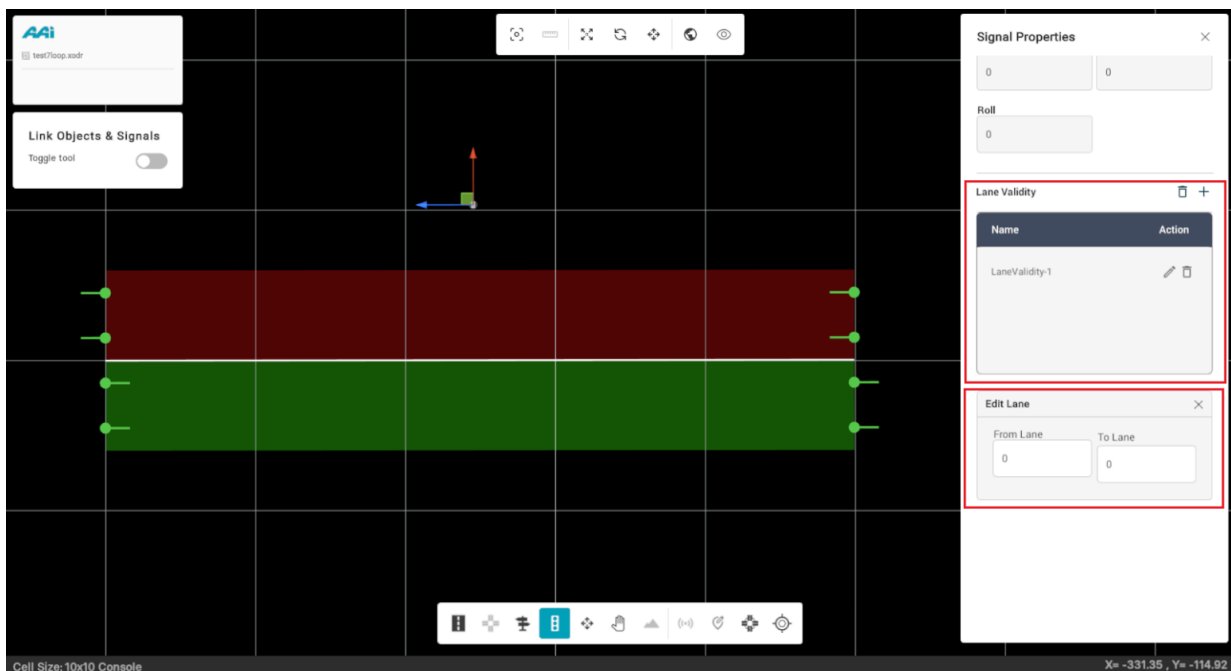 AAi
test7loop.xodr
Link Objects & Signals
Toggle tool
Signal Properties
0 0
Roll
0
Lane Validity
Name Action
LaneValidity-1
Edit Lane
From Lane To Lane
0 0
Cell Size:10x10 Console
X= -331.35 , Y= -114.92